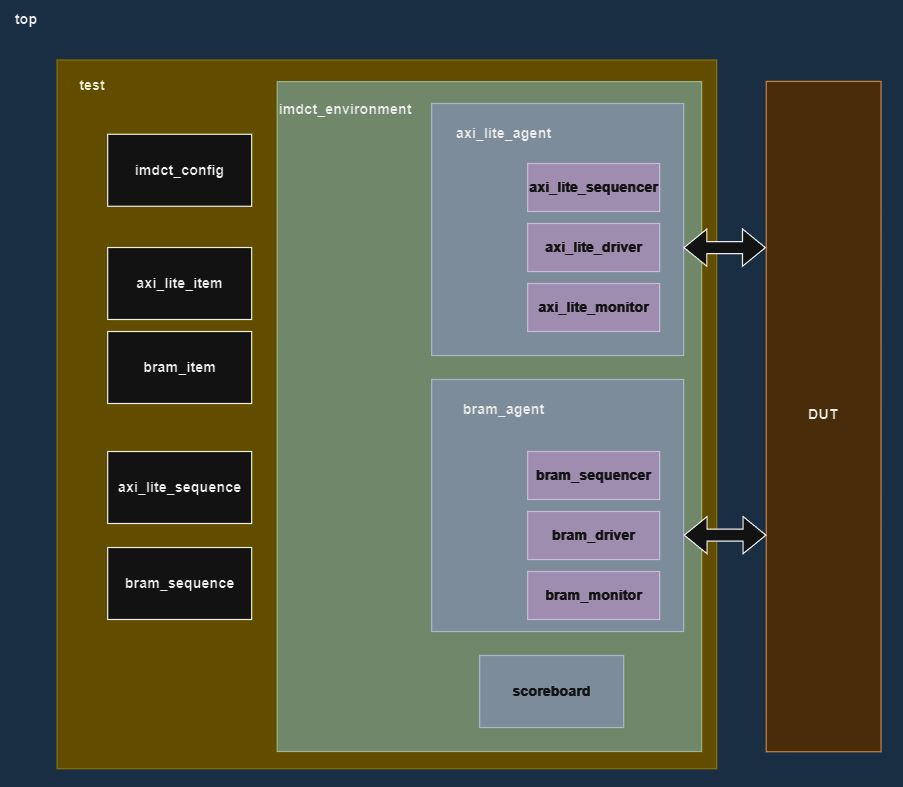 top
test
imdct_config
axi_lite_item
bram_item
axi_lite_sequence
bram_sequence
imdct_environment
axi_lite_agent
axi_lite_sequencer
axi_lite_driver
axi_lite_monitor
bram_agent
bram_sequencer
bram_driver
bram_monitor
scoreboard
DUT